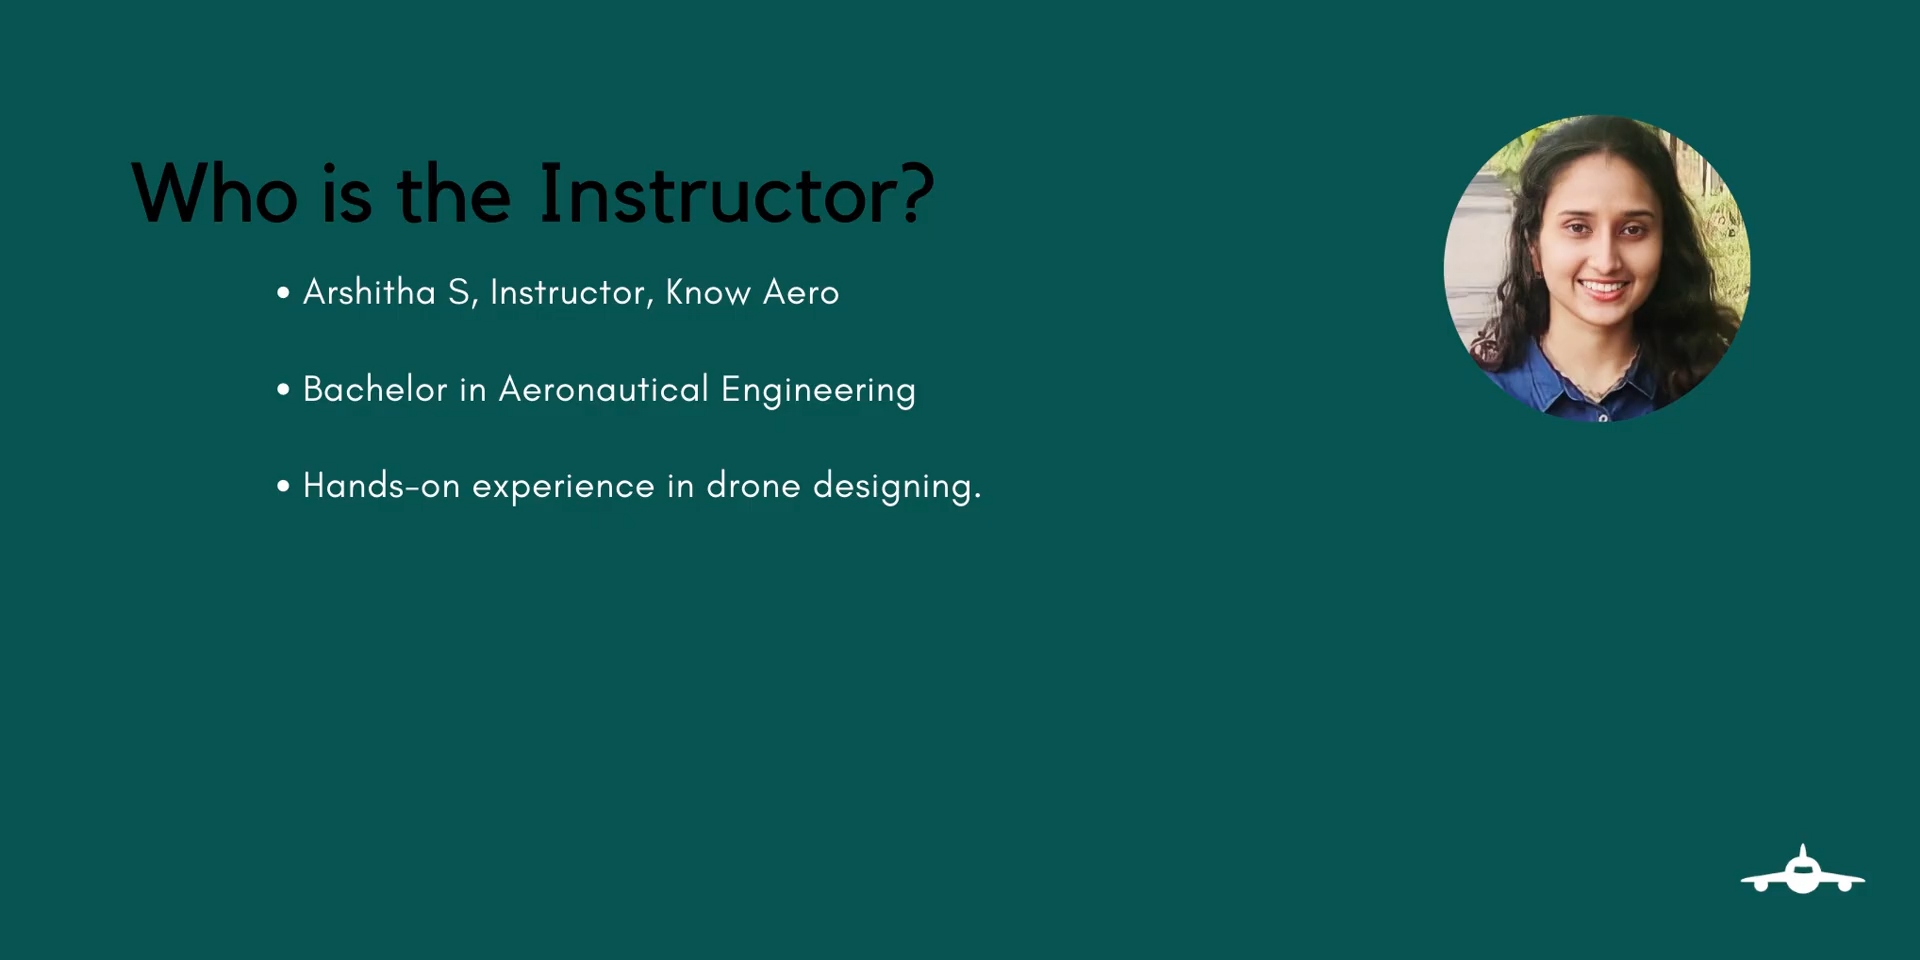 Who is the Instructor?
• Arshitha S, Instructor, Know Aero
• Bachelor in Aeronautical Engineering
• Hands-on experience in drone designing.